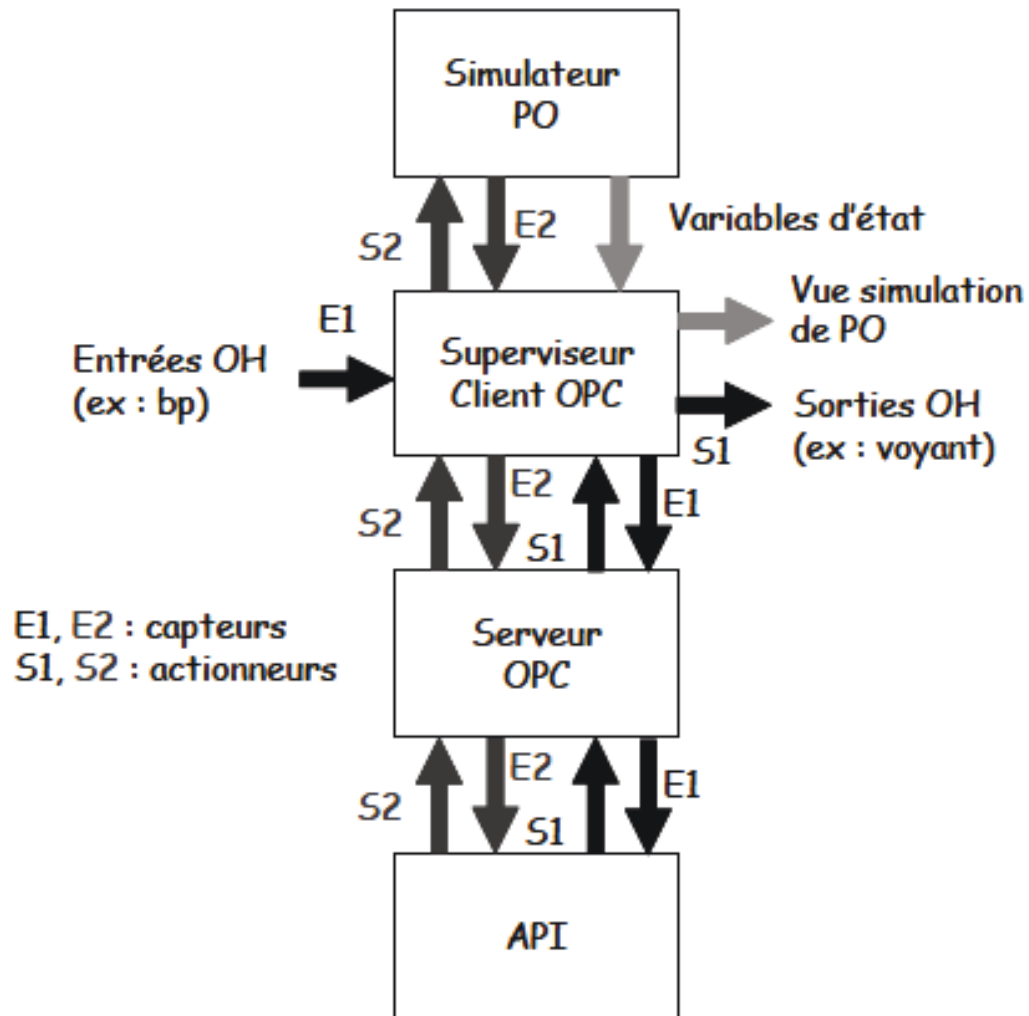 Simulateur
PO
S2
E2
Variables d'état
E1
Entrées OH
(ex : bp)
Superviseur
Client OPC
Vue simulation
de PO
Sorties OH
(ex : voyant)
S1
S2
E2
S1
E1
E1, E2 : capteurs
S1, S2 : actionneurs
Serveur
OPC
S2
E2
S1
E1
API